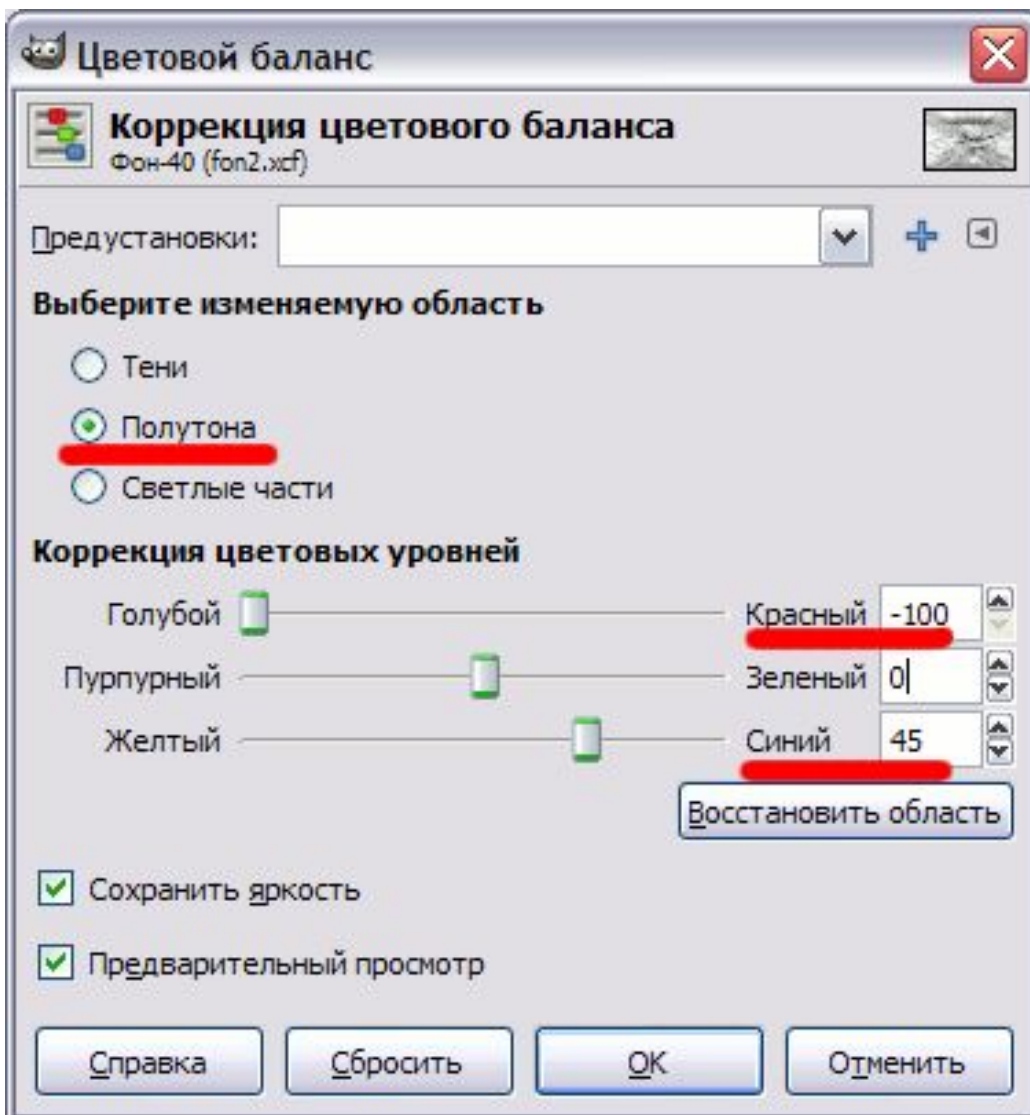 Цветовой баланс
Коррекция цветового баланса
Фон-40 (fon2.xcf)
Предустановки:
Выберите изменяемую область
Тени
Полутона
Светлые части
Коррекция цветовых уровней
Голубой Красный -100
Пурпурный Зеленый 0
Желтый Синий 45
Восстановить область
Сохранить яркость
Предварительный просмотр
Справка Сбросить OK Отменить